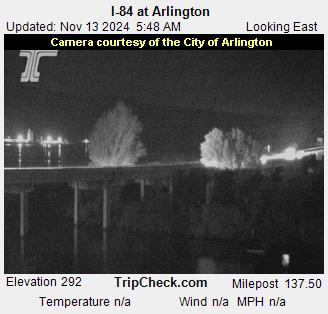 I-84 at Arlington
Updated: Nov 13 2024 5:48 AM Looking East
Camera courtesy of the City of Arlington
Elevation 292 TripCheck.com Milepost 137.50
Temperature n/a Wind n/a MPH n/a